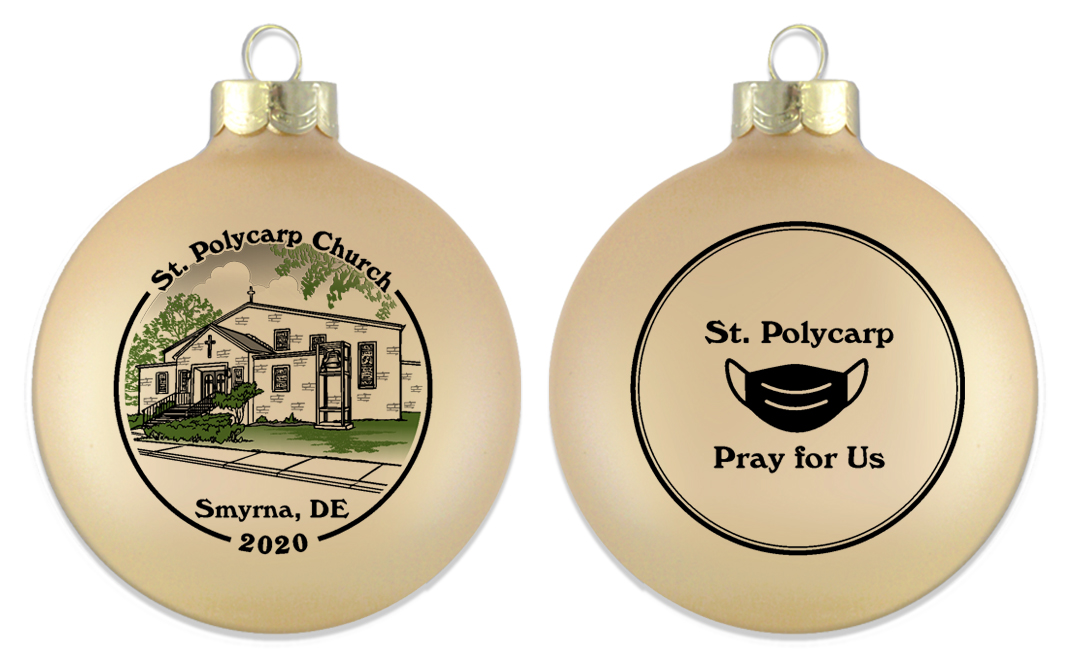 St. Polycarp Church
Smyrna, DE
2020
St. Polycarp
Pray for Us